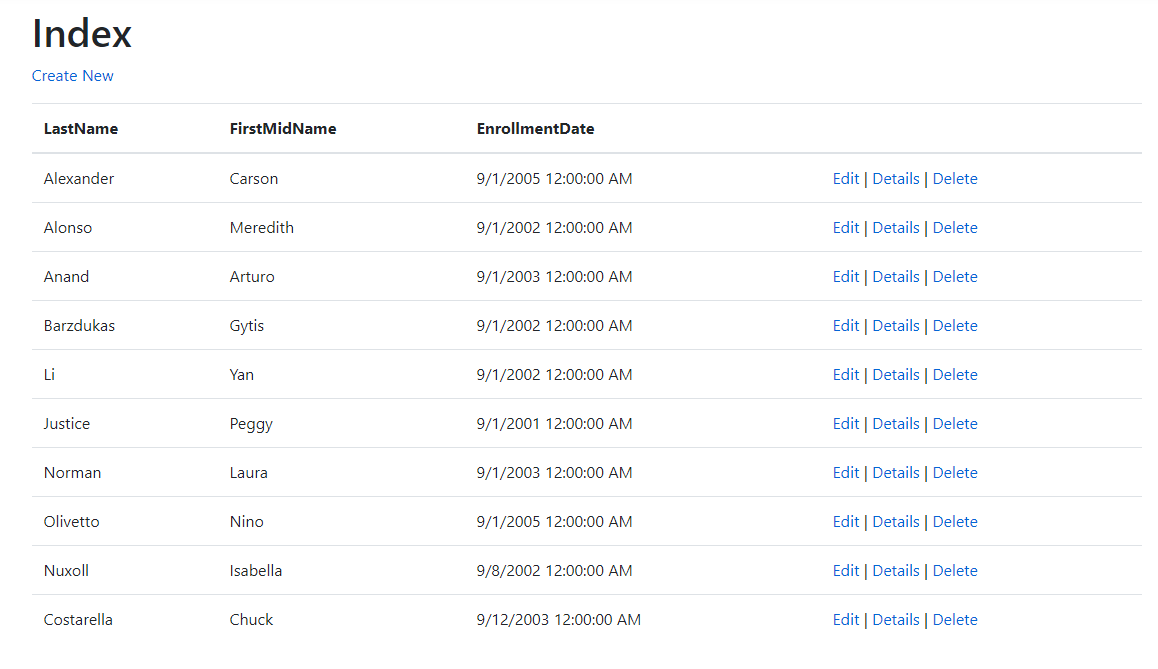 Index
Create New
LastName FirstMidName EnrollmentDate
Alexander Carson 9/1/2005 12:00:00 AM Edit | Details | Delete
Alonso Meredith 9/1/2002 12:00:00 AM Edit | Details | Delete
Anand Arturo 9/1/2003 12:00:00 AM Edit | Details | Delete
Barzdukas Gytis 9/1/2002 12:00:00 AM Edit | Details | Delete
Li Yan 9/1/2002 12:00:00 AM Edit | Details | Delete
Justice Peggy 9/1/2001 12:00:00 AM Edit | Details | Delete
Norman Laura 9/1/2003 12:00:00 AM Edit | Details | Delete
Olivetto Nino 9/1/2005 12:00:00 AM Edit | Details | Delete
Nuxoll Isabella 9/8/2002 12:00:00 AM Edit | Details | Delete
Costarella Chuck 9/12/2003 12:00:00 AM Edit | Details | Delete